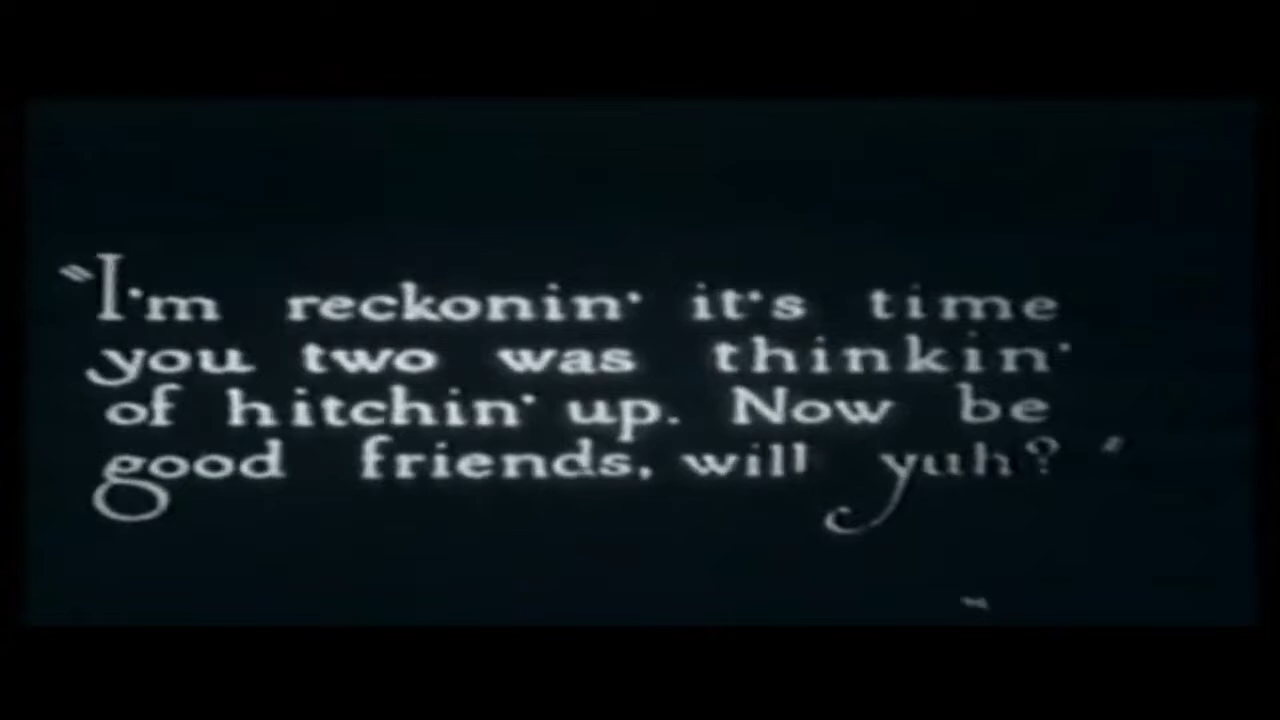 "I'm reckonin' it's time
you two was thinkin'
of hitchin' up. Now be
good friends, will yuh?"